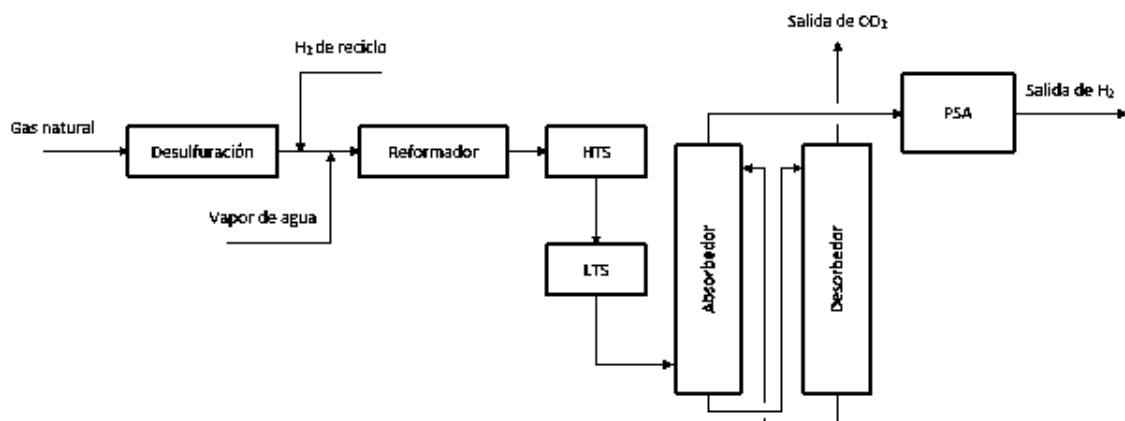 Salida de CO₂
H₂ de reciclo
PSA
Salida de H₂
Gas natural
Desulfuración
Reformador
HTS
Vapor de agua
LTS
Absorbedor
Desorbedor